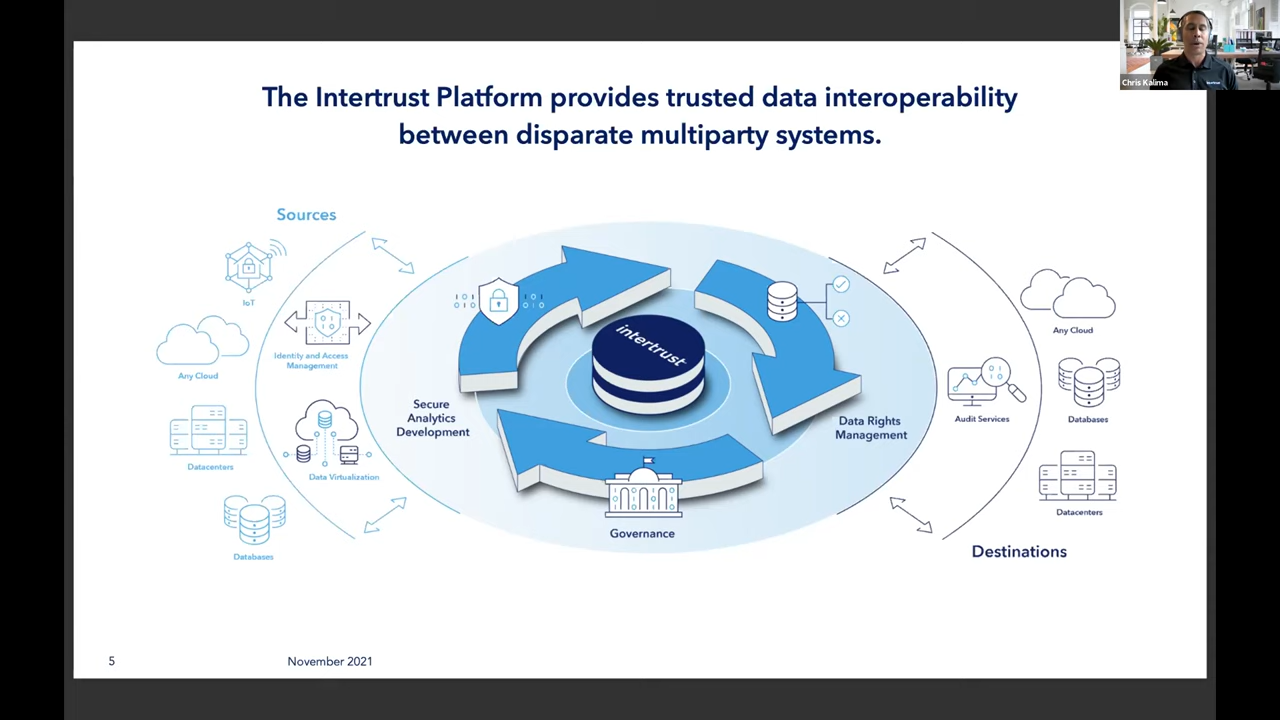 Chris Kalima
The Intertrust Platform provides trusted data interoperability
between disparate multiparty systems.
Sources
IoT
Any Cloud
Datacenters
Databases
Identity and Access
Management
Data Virtualization
Secure
Analytics
Development
intertrust
Data Rights
Management
Governance
Audit Services
Any Cloud
Databases
Datacenters
Destinations
5
November 2021